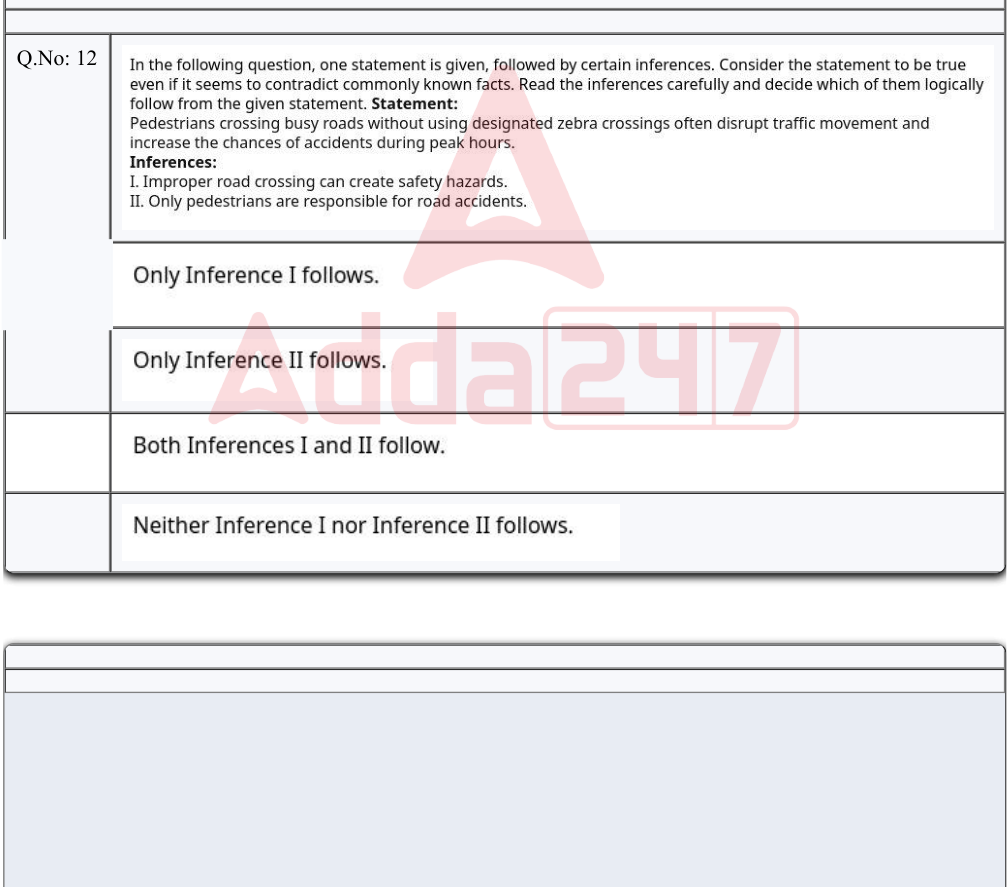 Q.No: 12
In the following question, one statement is given, followed by certain inferences. Consider the statement to be true
even if it seems to contradict commonly known facts. Read the inferences carefully and decide which of them logically
follow from the given statement. Statement:
Pedestrians crossing busy roads without using designated zebra crossings often disrupt traffic movement and
increase the chances of accidents during peak hours.
Inferences:
I. Improper road crossing can create safety hazards.
II. Only pedestrians are responsible for road accidents.
Only Inference I follows.
Adda247
Only Inference II follows.
Both Inferences I and II follow.
Neither Inference I nor Inference II follows.